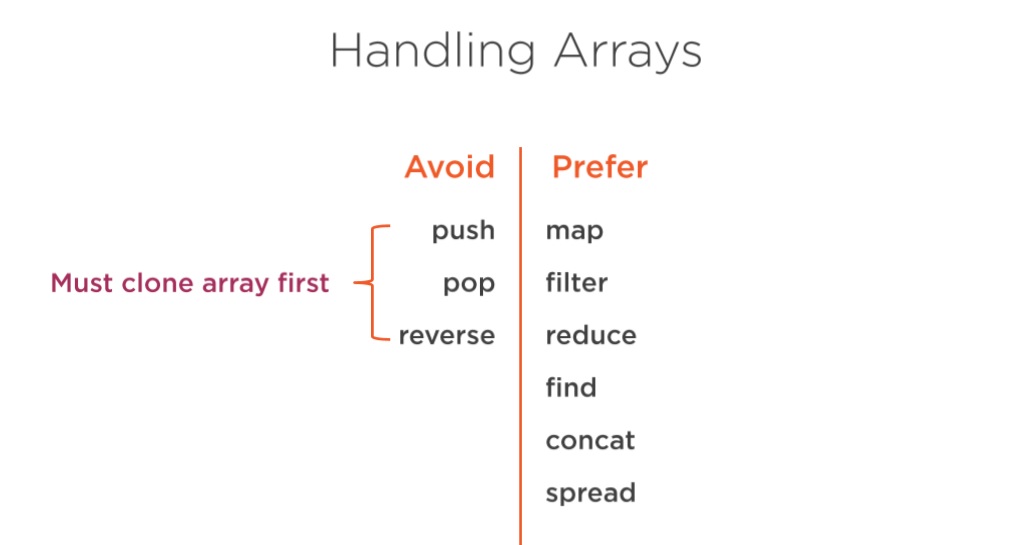 Handling Arrays
Avoid
push
pop
reverse
Must clone array first
Prefer
map
filter
reduce
find
concat
spread